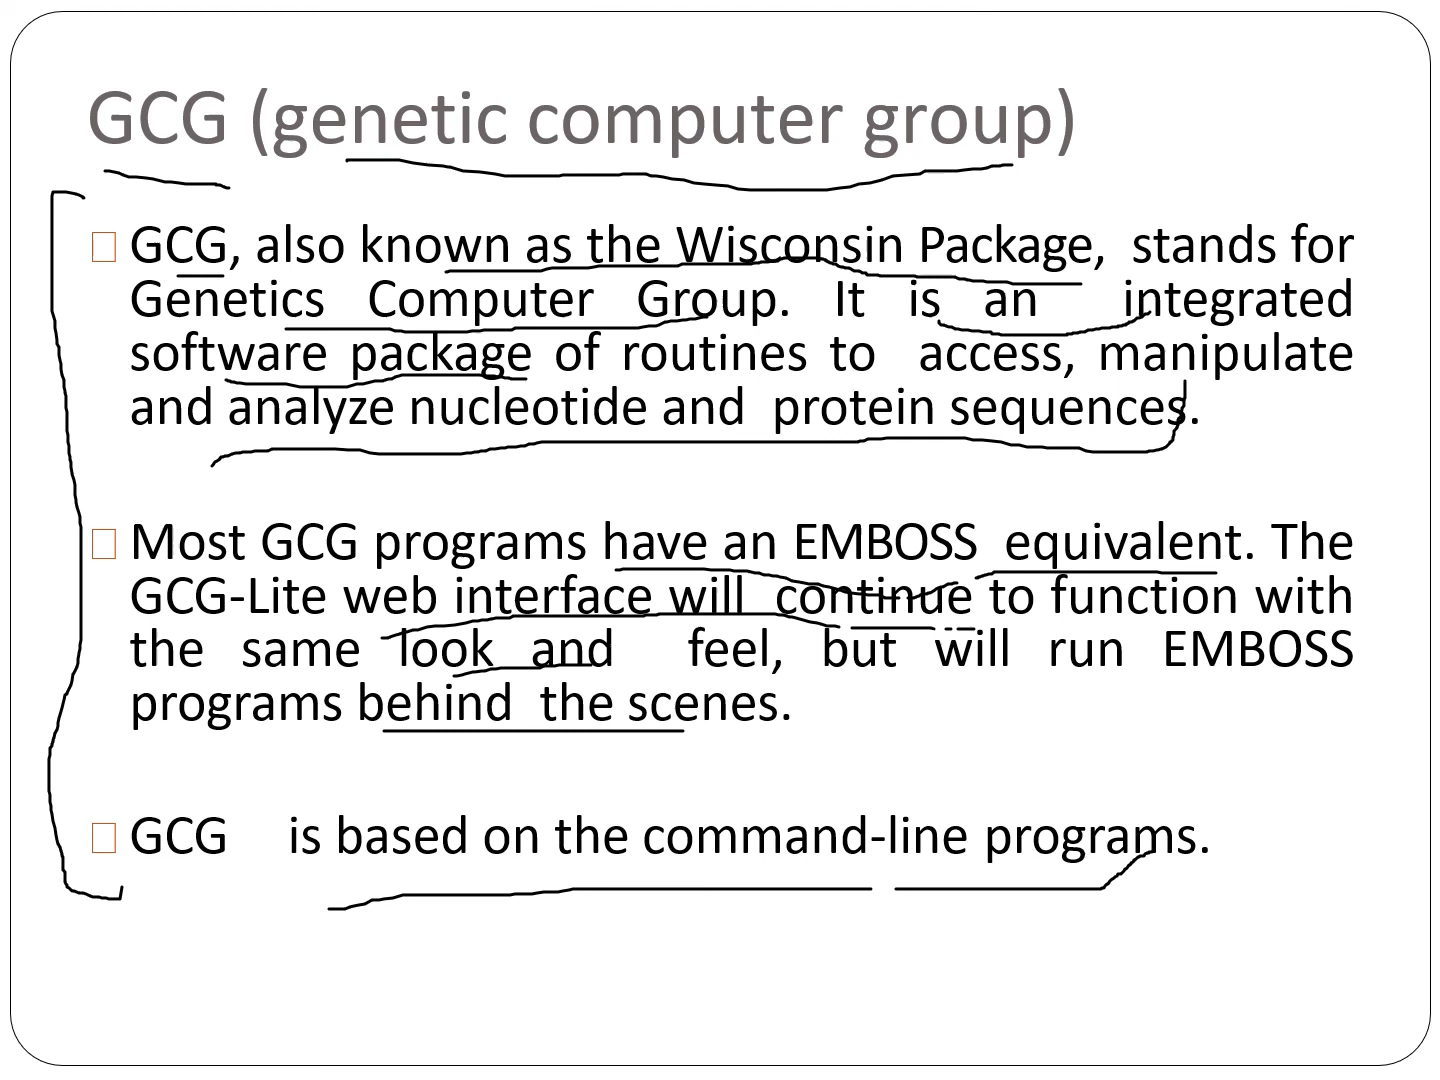 GCG (genetic computer group)
GCG, also known as the Wisconsin Package, stands for
Genetics Computer Group. It is an integrated
software package of routines to access, manipulate
and analyze nucleotide and protein sequences.
Most GCG programs have an EMBOSS equivalent. The
GCG-Lite web interface will continue to function with
the same look and feel, but will run EMBOSS
programs behind the scenes.
GCG is based on the command-line programs.